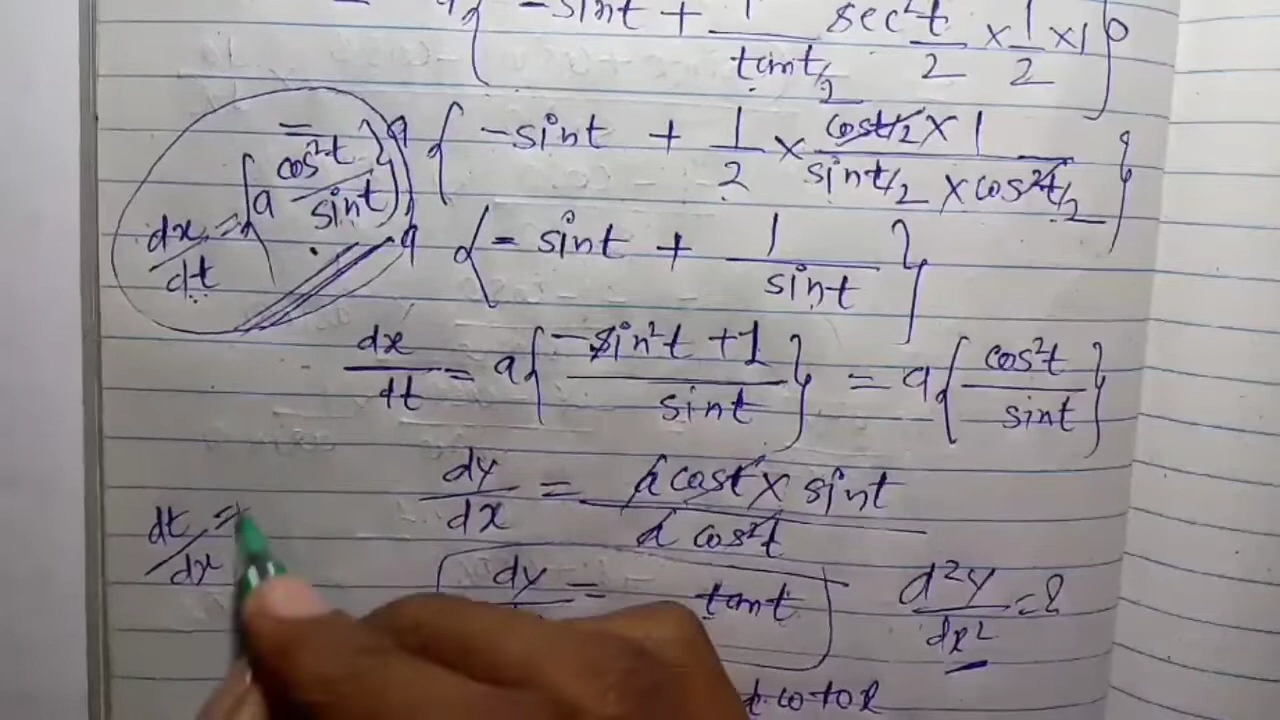 = a{ -sint + 1/tant/2 sec²t/2 × 1/2 × 1}
= a{ -sint + 1/2 × cost/2 × 1/sint/2 × cos²t/2 }
a{ - sint + 1/sint }
dx/dt = {a cos²t/sint}
dx/dt = a{ -sin²t + 1/sint } = a{ cos²t/sint }
dy/dx = a cost × sint/a cos²t
dt/dx =
dy/ = tant
d²y/dx² = ?